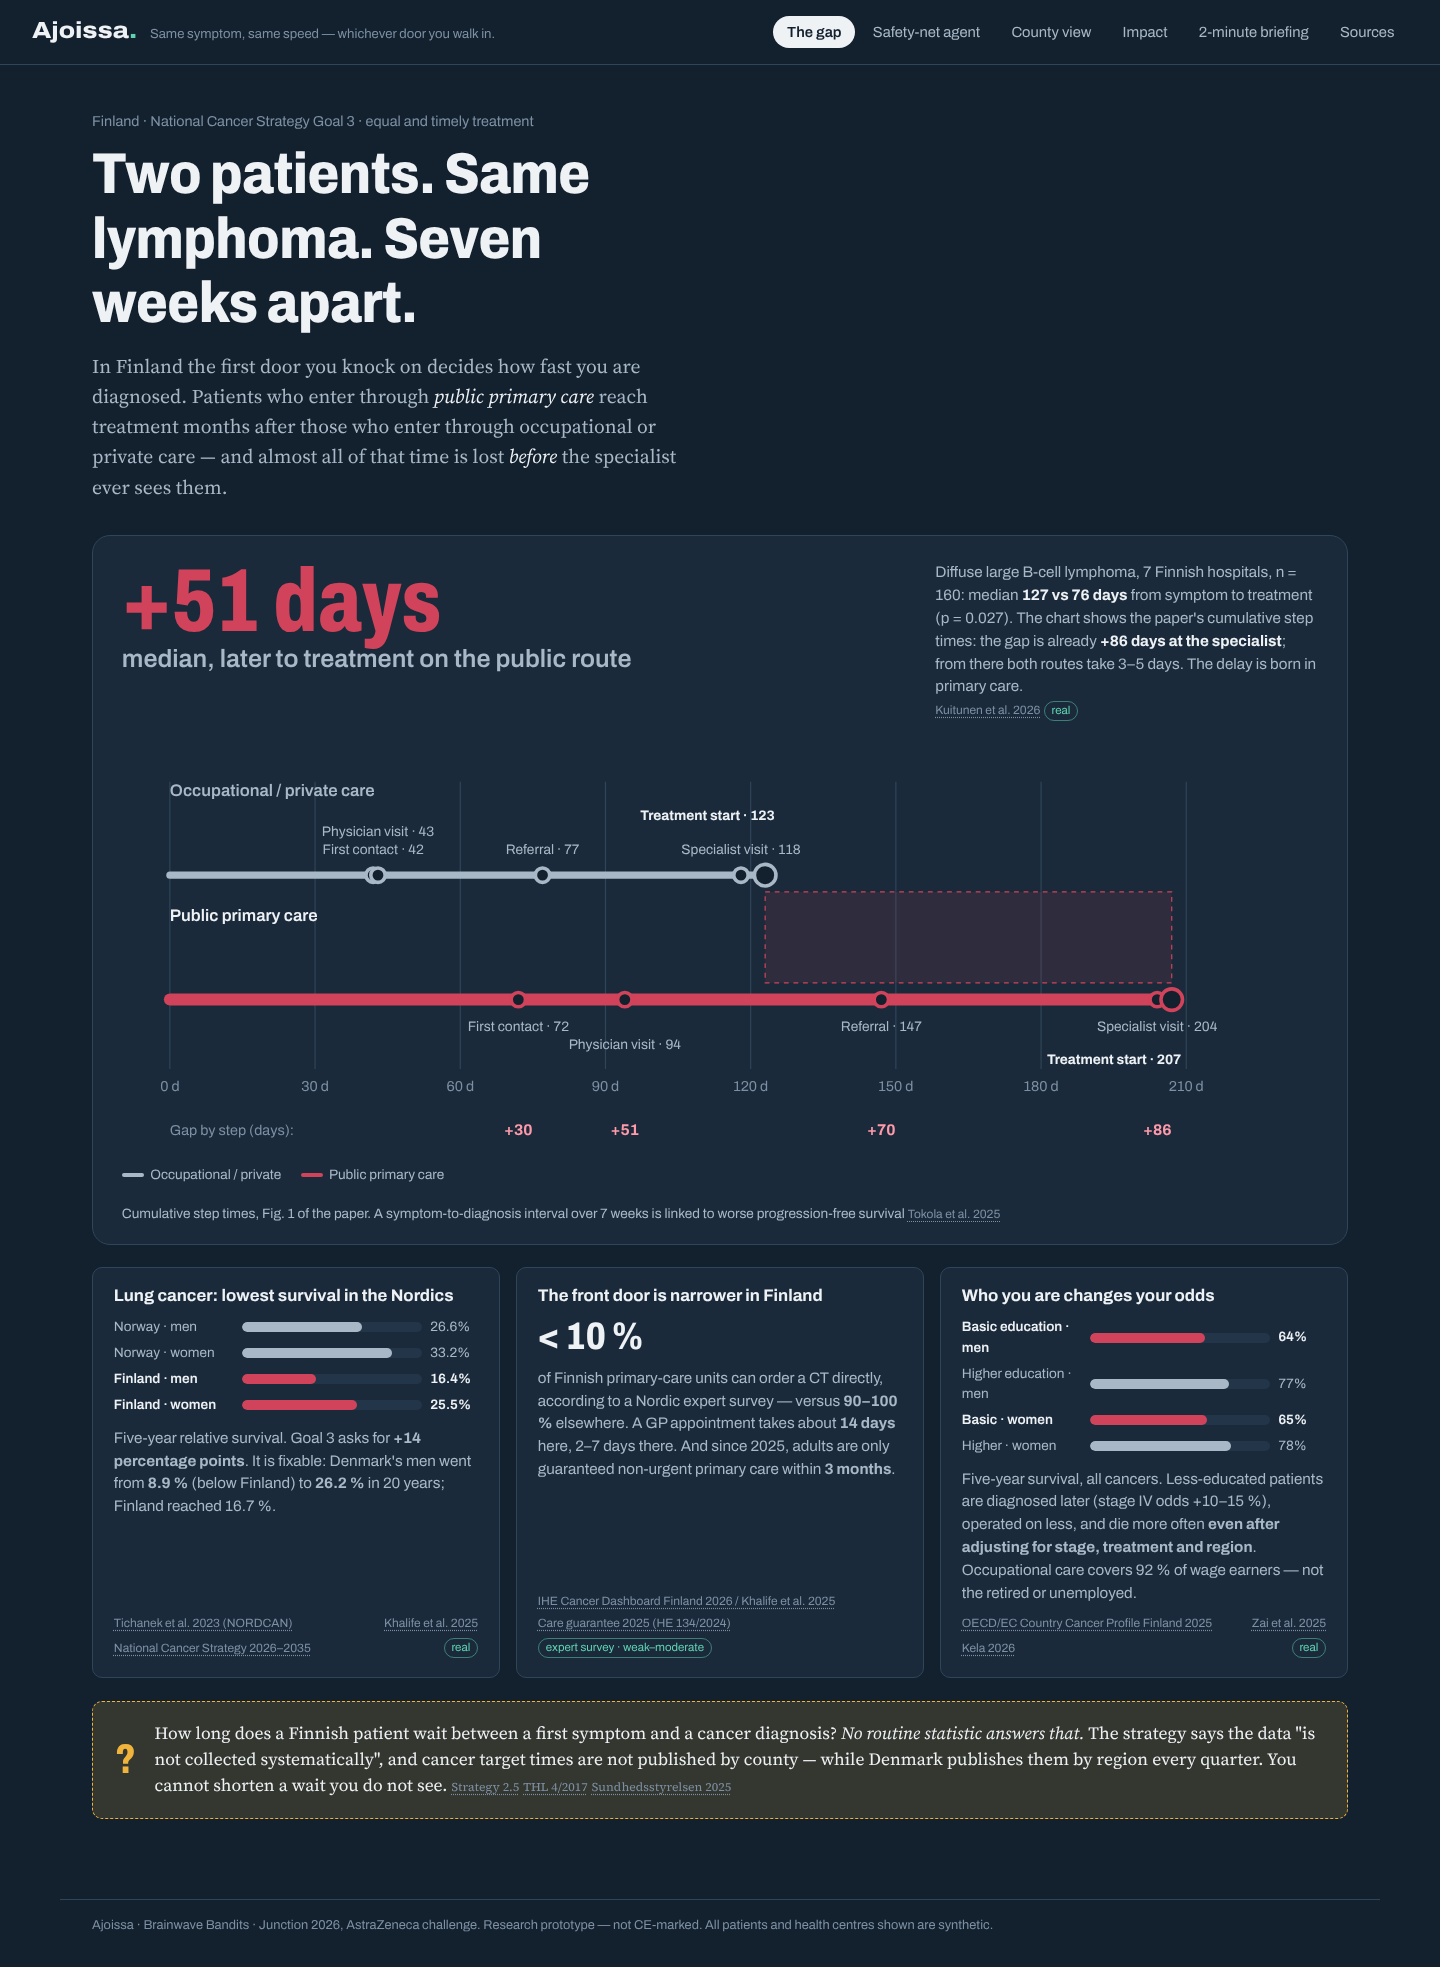 Ajoissa.
Same symptom, same speed — whichever door you walk in.
The gap
Safety-net agent
County view
Impact
2-minute briefing
Sources
Finland · National Cancer Strategy Goal 3 · equal and timely treatment
Two patients. Same
lymphoma. Seven
weeks apart.
In Finland the first door you knock on decides how fast you are
diagnosed. Patients who enter through public primary care reach
treatment months after those who enter through occupational or
private care — and almost all of that time is lost before the specialist
ever sees them.
+51 days
median, later to treatment on the public route
Diffuse large B-cell lymphoma, 7 Finnish hospitals, n =
160: median 127 vs 76 days from symptom to treatment
(p = 0.027). The chart shows the paper's cumulative step
times: the gap is already +86 days at the specialist;
from there both routes take 3–5 days. The delay is born in
primary care.
Kuitunen et al. 2026 real
Occupational / private care
Treatment start · 123
Physician visit · 43
First contact · 42
Referral · 77
Specialist visit · 118
Public primary care
First contact · 72
Physician visit · 94
Referral · 147
Specialist visit · 204
Treatment start · 207
0 d
30 d
60 d
90 d
120 d
150 d
180 d
210 d
Gap by step (days):
+30
+51
+70
+86
Occupational / private
Public primary care
Cumulative step times, Fig. 1 of the paper. A symptom-to-diagnosis interval over 7 weeks is linked to worse progression-free survival Tokola et al. 2025
Lung cancer: lowest survival in the Nordics
Norway · men 26.6%
Norway · women 33.2%
Finland · men 16.4%
Finland · women 25.5%
Five-year relative survival. Goal 3 asks for +14
percentage points. It is fixable: Denmark's men went
from 8.9 % (below Finland) to 26.2 % in 20 years;
Finland reached 16.7 %.
Tichanek et al. 2023 (NORDCAN)
Khalife et al. 2025
National Cancer Strategy 2026–2035
real
The front door is narrower in Finland
< 10 %
of Finnish primary-care units can order a CT directly,
according to a Nordic expert survey — versus 90–100
% elsewhere. A GP appointment takes about 14 days
here, 2–7 days there. And since 2025, adults are only
guaranteed non-urgent primary care within 3 months.
IHE Cancer Dashboard Finland 2026 / Khalife et al. 2025
Care guarantee 2025 (HE 134/2024)
expert survey · weak–moderate
Who you are changes your odds
Basic education ·
men
64%
Higher education ·
men
77%
Basic · women 65%
Higher · women 78%
Five-year survival, all cancers. Less-educated patients
are diagnosed later (stage IV odds +10–15 %),
operated on less, and die more often even after
adjusting for stage, treatment and region.
Occupational care covers 92 % of wage earners — not
the retired or unemployed.
OECD/EC Country Cancer Profile Finland 2025
Zai et al. 2025
Kela 2026
real
?
How long does a Finnish patient wait between a first symptom and a cancer diagnosis? No routine statistic answers that. The strategy says the data "is
not collected systematically", and cancer target times are not published by county — while Denmark publishes them by region every quarter. You
cannot shorten a wait you do not see. Strategy 2.5 THL 4/2017 Sundhedsstyrelsen 2025
Ajoissa · Brainwave Bandits · Junction 2026, AstraZeneca challenge. Research prototype — not CE-marked. All patients and health centres shown are synthetic.